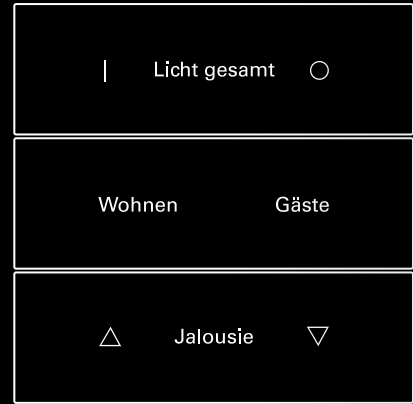 | Licht gesamt ○
Wohnen Gäste
△ Jalousie ▽